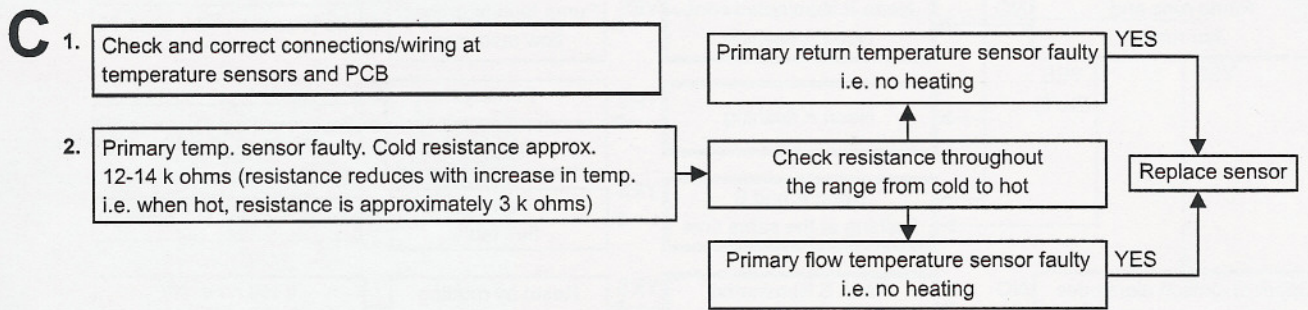 C
1. Check and correct connections/wiring at
temperature sensors and PCB
2. Primary temp. sensor faulty. Cold resistance approx.
12-14 k ohms (resistance reduces with increase in temp.
i.e. when hot, resistance is approximately 3 k ohms)
Primary return temperature sensor faulty
i.e. no heating
YES
Check resistance throughout
the range from cold to hot
Replace sensor
Primary flow temperature sensor faulty
i.e. no heating
YES